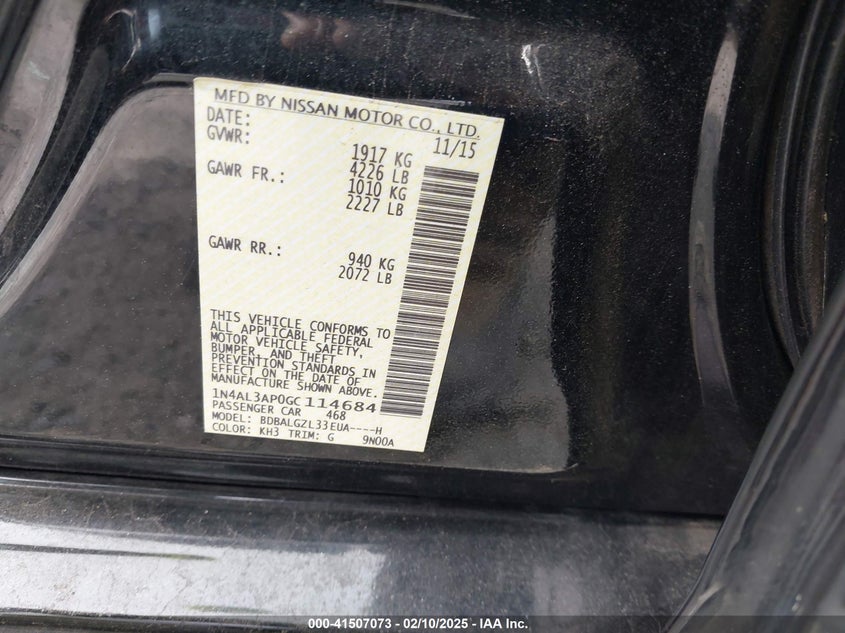 MFD BY NISSAN MOTOR CO., LTD.
DATE: 11/15
GVWR: 1917 KG
4226 LB
GAWR FR.: 1010 KG
2227 LB
GAWR RR.: 940 KG
2072 LB
THIS VEHICLE CONFORMS TO
ALL APPLICABLE FEDERAL
MOTOR VEHICLE SAFETY,
BUMPER, AND THEFT
PREVENTION STANDARDS IN
EFFECT ON THE DATE OF
MANUFACTURE SHOWN ABOVE.
1N4AL3AP0GC114684
PASSENGER CAR 468
MODEL: BDBALGZL33EUA----H
COLOR: KH3 TRIM: G 9N00A
000-41507073 - 02/10/2025 - IAA Inc.